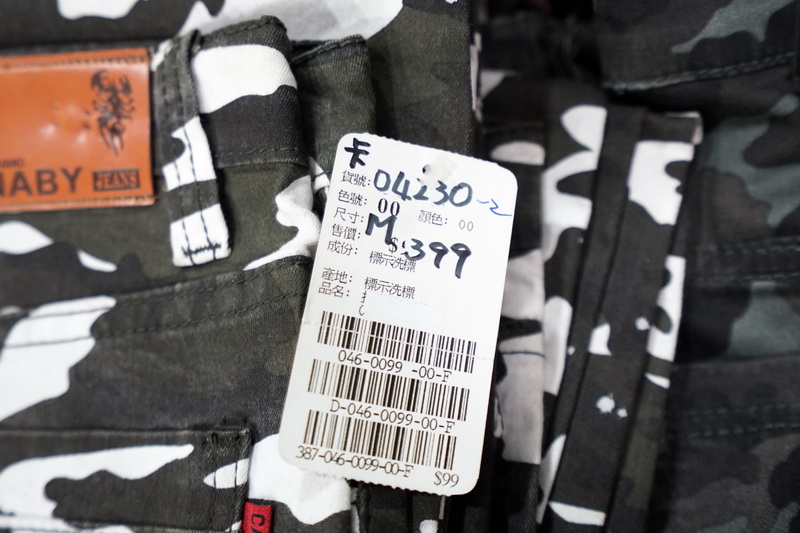 NABY JEANS
卡
貨號:04230-2
色號:00 顏色:00
尺寸:M
售價:$:399
成份: 標示洗標
產地: 標示洗標
品名:
046-0099 -00-F
D-046-0099-00-F
387-046-0099-00-F $99